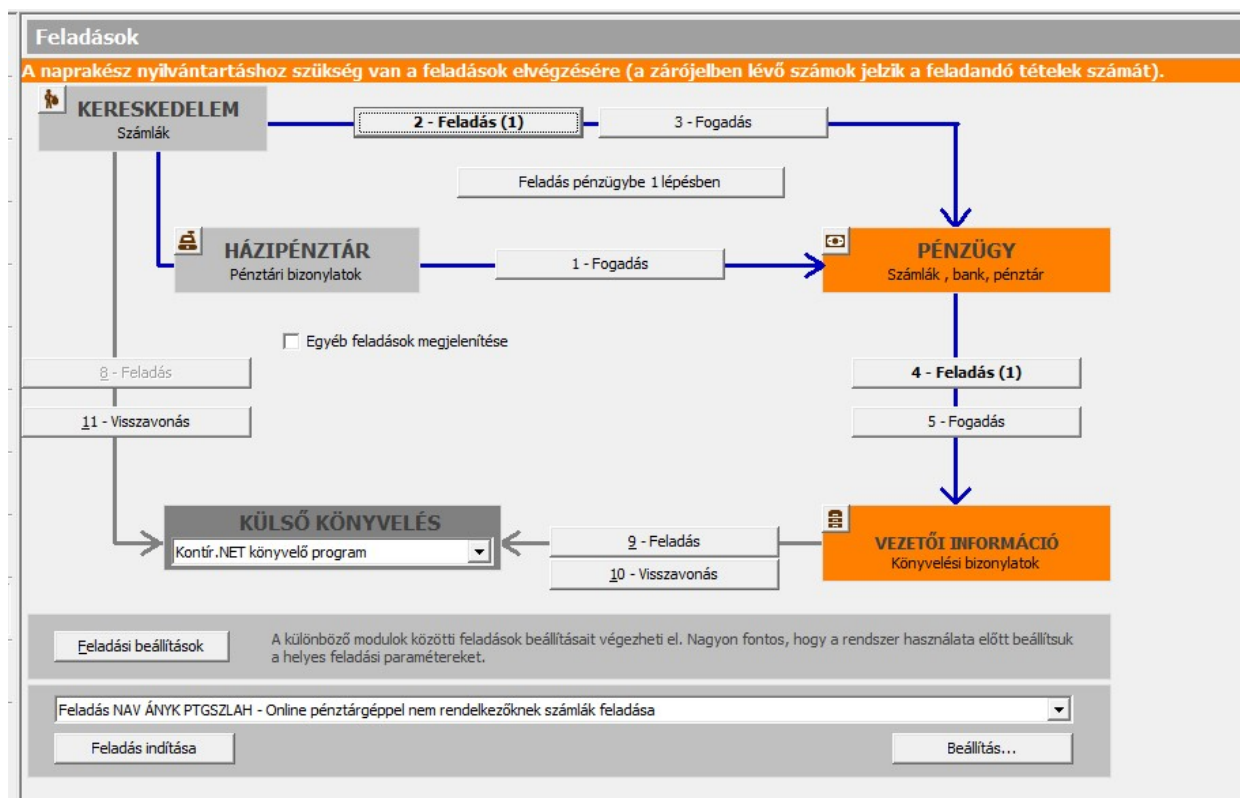 Feladások
A naprakész nyilvántartáshoz szükség van a feladások elvégzésére (a zárójelben lévő számok jelzik a feladandó tételek számát).
KERESKEDELEM
Számlák
2 - Feladás (1)
3 - Fogadás
Feladás pénzügybe 1 lépésben
HÁZIPÉNZTÁR
Pénztári bizonylatok
1 - Fogadás
PÉNZÜGY
Számlák , bank, pénztár
Egyéb feladások megjelenítése
8 - Feladás
11 - Visszavonás
4 - Feladás (1)
5 - Fogadás
KÜLSŐ KÖNYVELÉS
Kontír.NET könyvelő program
9 - Feladás
10 - Visszavonás
VEZETŐI INFORMÁCIÓ
Könyvelési bizonylatok
Feladási beállítások
A különböző modulok közötti feladások beállításait végezheti el. Nagyon fontos, hogy a rendszer használata előtt beállítsuk
a helyes feladási paramétereket.
Feladás NAV ÁNYK PTGSZLAH - Online pénztárgéppel nem rendelkezőknek számlák feladása
Feladás indítása
Beállítás...